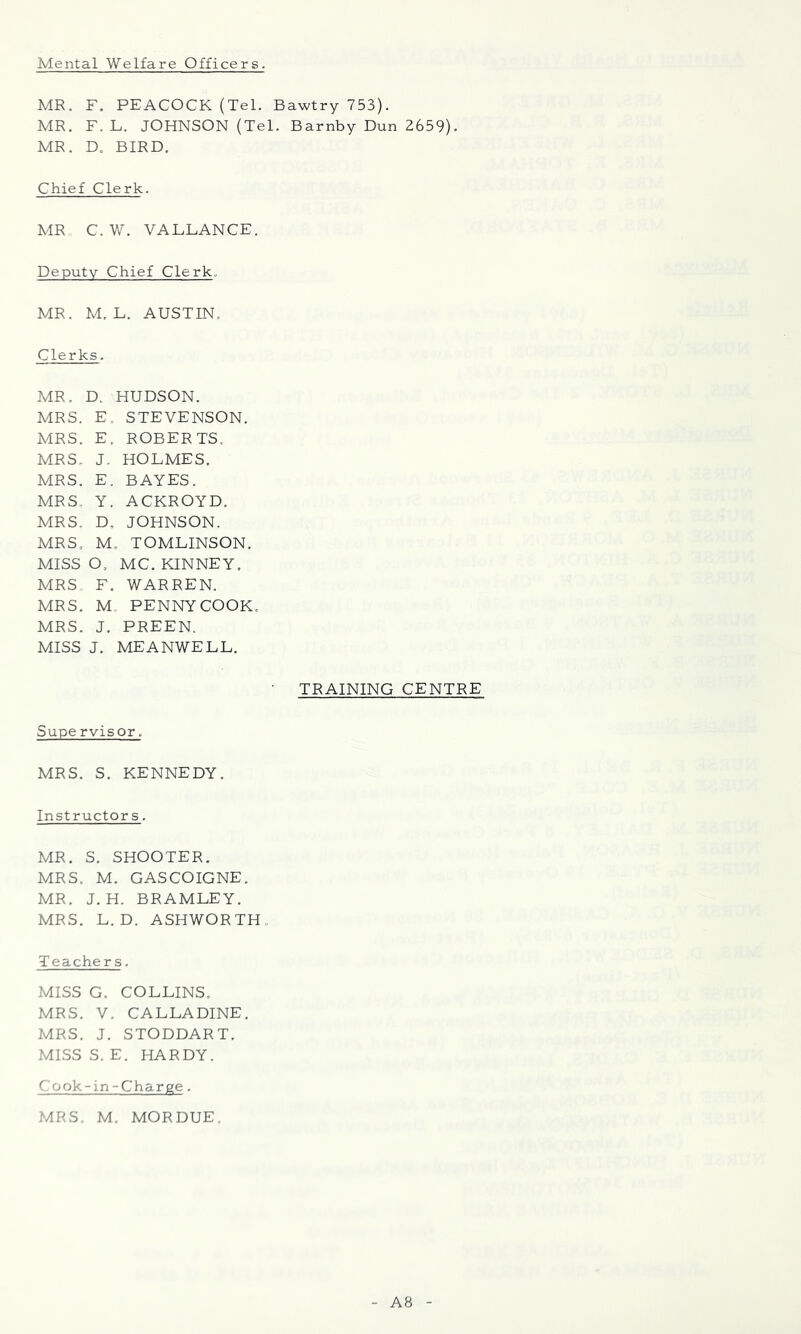 Mental Welfare Officers.
MR. F. PEACOCK (Tel. Bawtry 753).
MR. F. L. JOHNSON (Tel. Barnby Dun 2659).
MR. D. BIRD.
Chief Clerk.
MR C. W. VALLANCE.
Deputy Chief Clerk.
MR. M. L. AUSTIN.
Clerks.
MR. D. HUDSON.
MRS. E. STEVENSON.
MRS. E. ROBERTS.
MRS. J. HOLMES.
MRS. E. BAYES.
MRS. Y. ACKROYD.
MRS. D. JOHNSON.
MRS. M. TOMLINSON.
MISS O. MC. KINNEY.
MRS F. WARREN.
MRS. M. PENNYCOOK.
MRS. J. PREEN.
MISS J. MEANWELL.
TRAINING CENTRE
Supervisor.
MRS. S. KENNEDY.
Instructors.
MR. S. SHOOTER.
MRS. M. GASCOIGNE.
MR. J. H. BRAMLEY.
MRS. L. D. ASHWORTH.
Teachers.
MISS G. COLLINS.
MRS. V. CALLADINE.
MRS. J. STODDART.
MISS S. E. HARDY.
Cook-in-Charge.
MRS. M. MORDUE.
- A8 -